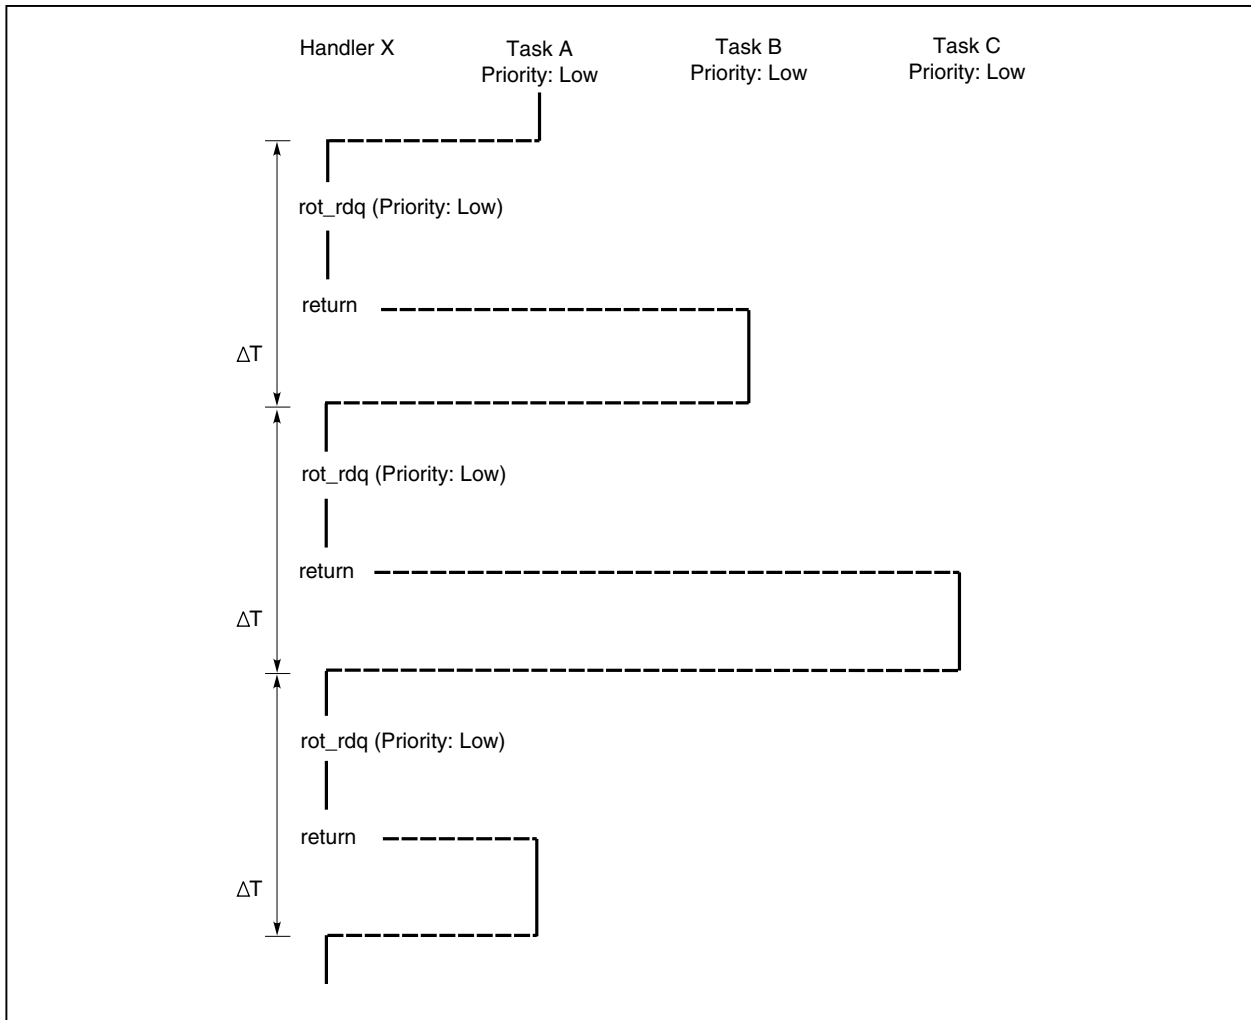 Handler X
Task A
Priority: Low
Task B
Priority: Low
Task C
Priority: Low
rot_rdq (Priority: Low)
return
ΔT
rot_rdq (Priority: Low)
return
ΔT
rot_rdq (Priority: Low)
return
ΔT